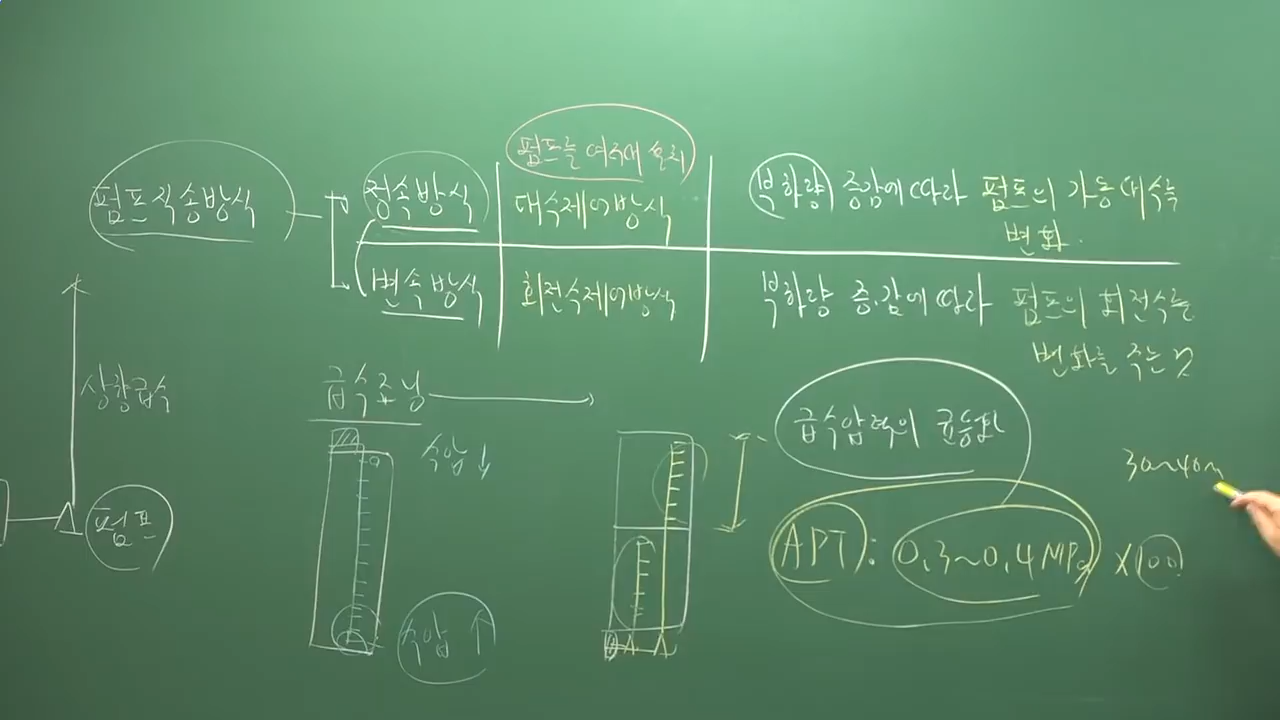 펌프직송방식
정속방식
펌프를 여러대 설치
대수제어방식
부하량 증감에 따라 펌프의 가동대수를
변화.
변속방식
회전속제어방식
부하량 증.감에 따라 펌프의 회전수를
변화를 주는
상향급수
펌프
급수조닝
수압↓
수압↑
급수압력의 균등화
30~40m
APT: 0.3~0.4MPa ×100